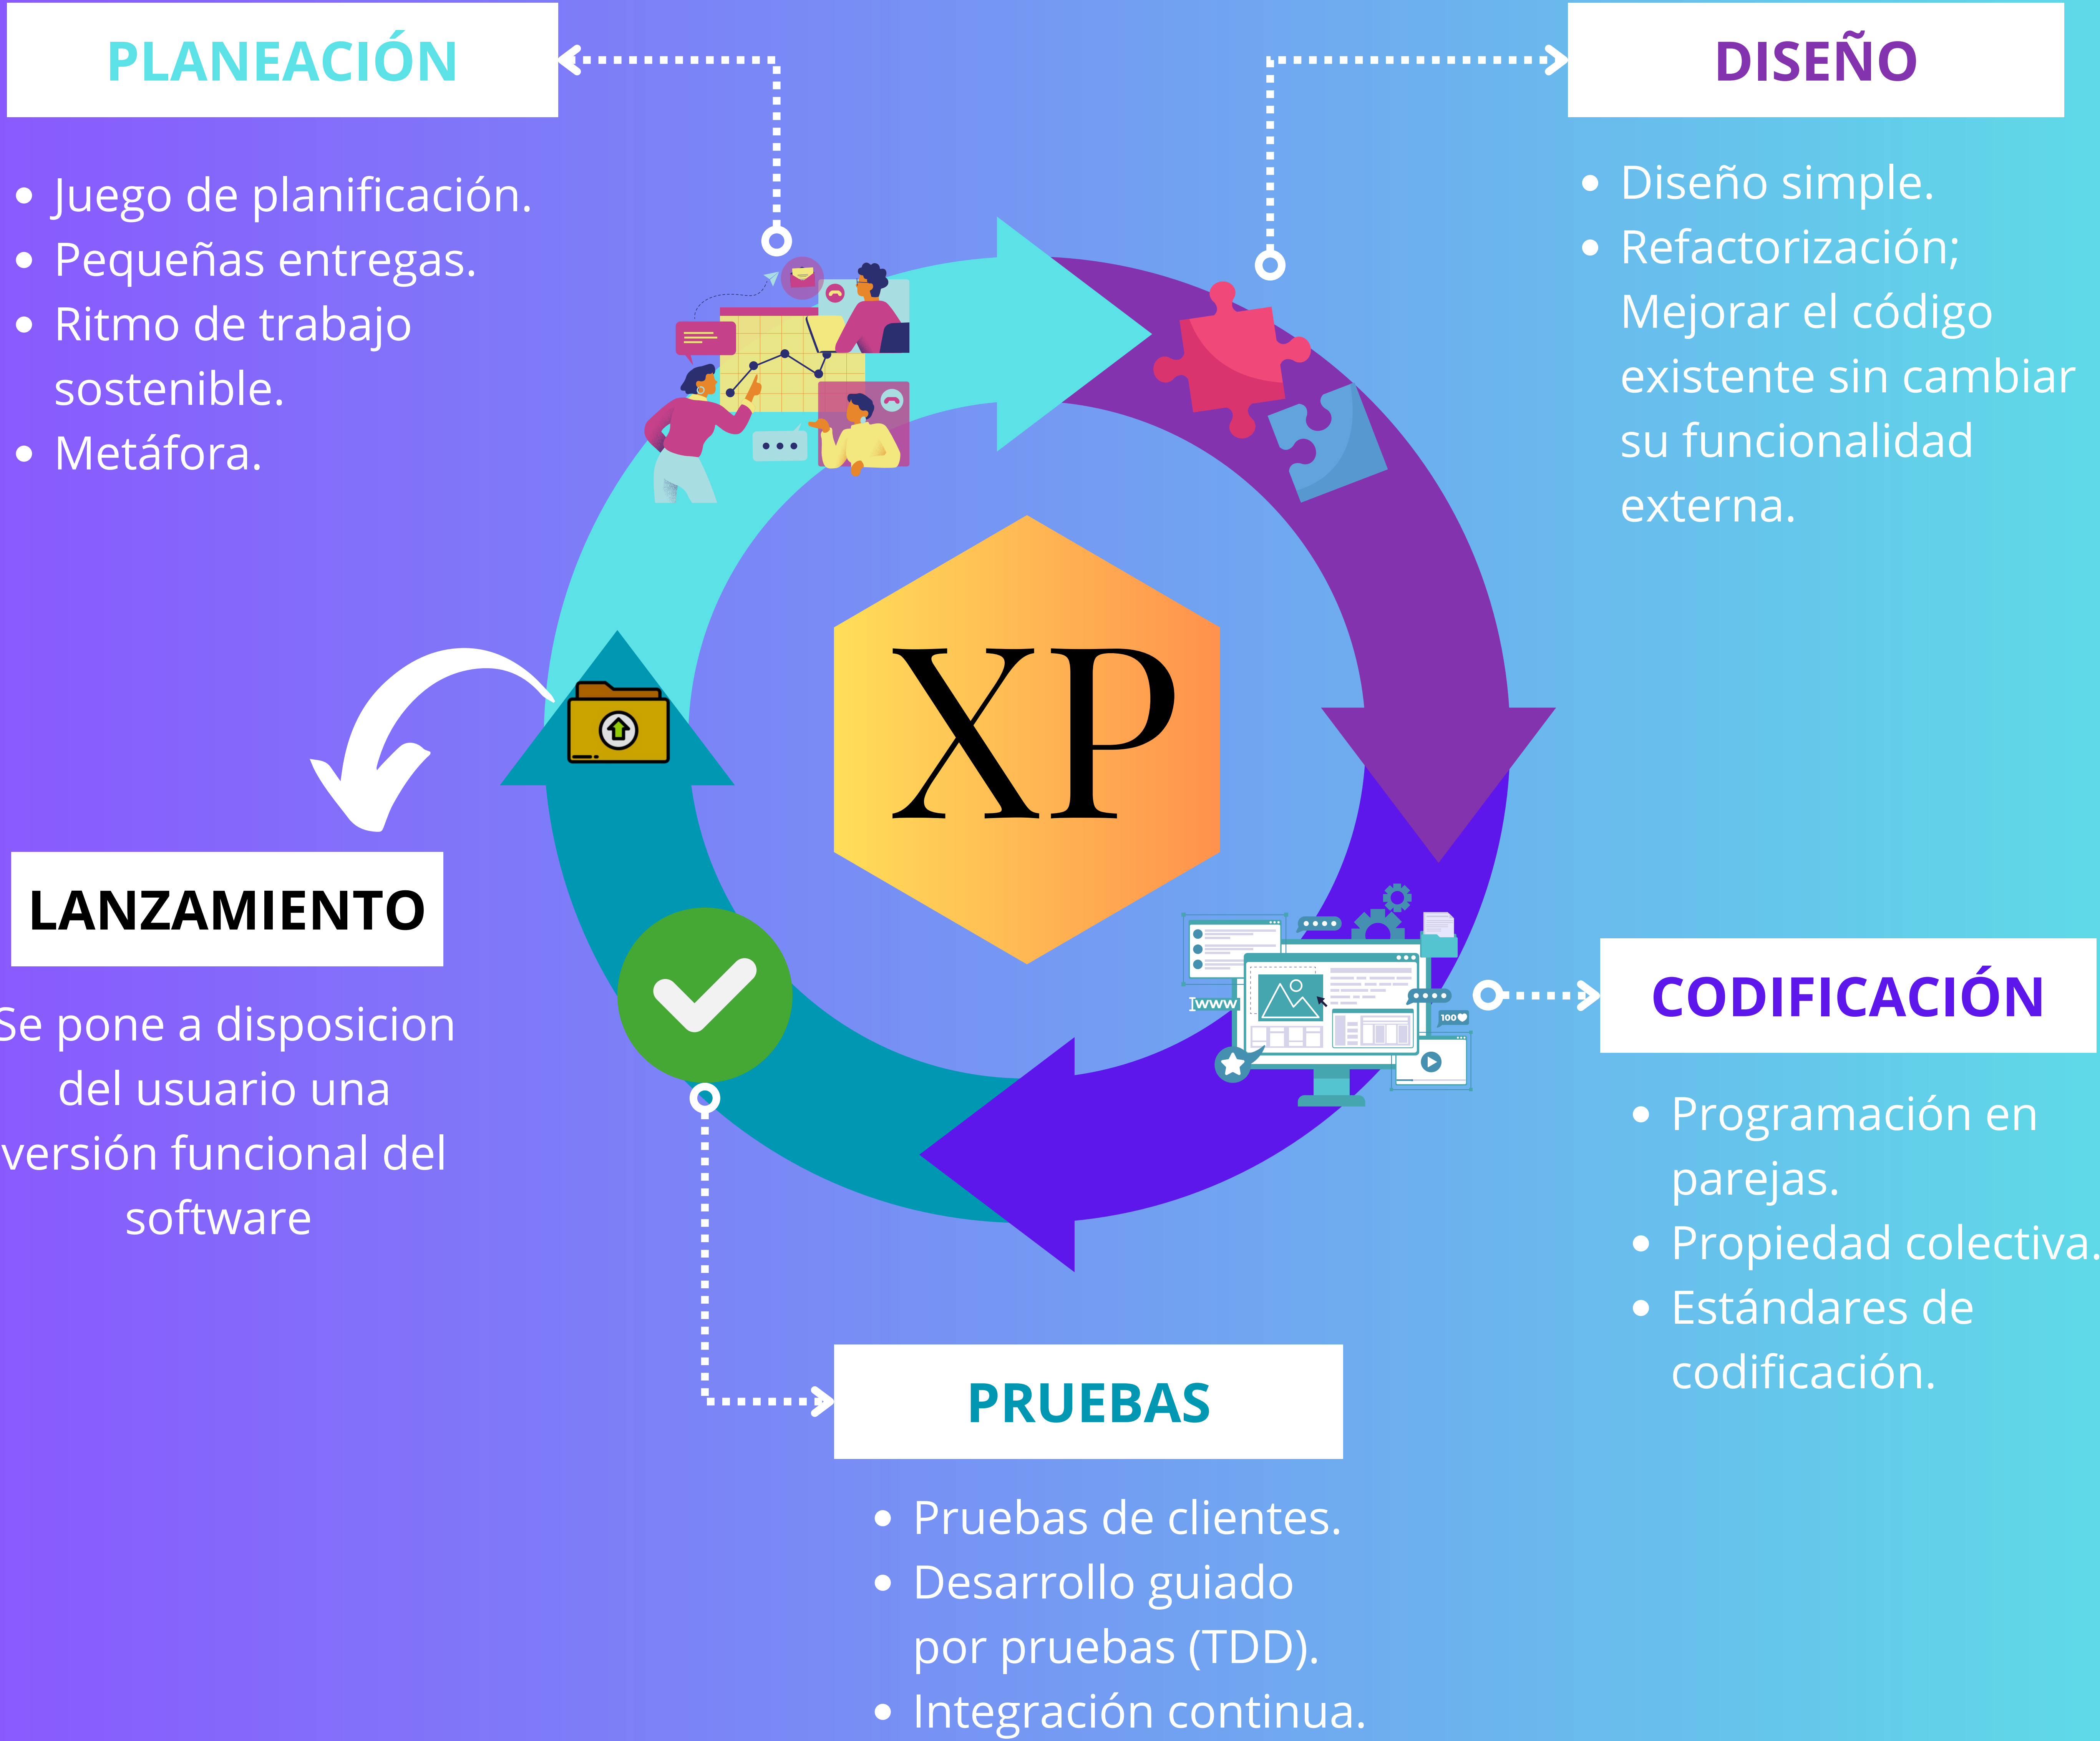 PLANEACIÓN
Juego de planificación.
Pequeñas entregas.
Ritmo de trabajo
sostenible.
Metáfora.
DISEÑO
Diseño simple.
Refactorización;
Mejorar el código
existente sin cambiar
su funcionalidad
externa.
XP
LANZAMIENTO
Se pone a disposicion
del usuario una
versión funcional del
software
WWW
100
CODIFICACIÓN
Programación en
parejas.
Propiedad colectiva.
Estándares de
codificación.
PRUEBAS
Pruebas de clientes.
Desarrollo guiado
por pruebas (TDD).
Integración continua.